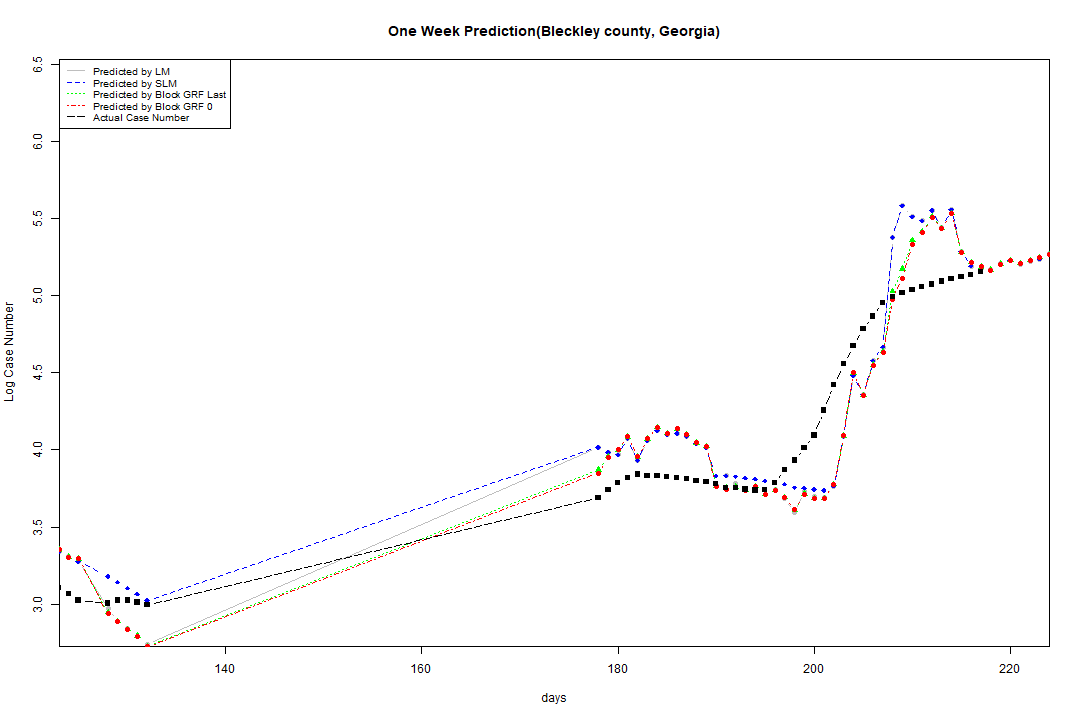 One Week Prediction(Bleckley county, Georgia)
Predicted by LM
Predicted by SLM
Predicted by Block GRF Last
Predicted by Block GRF 0
Actual Case Number
Log Case Number
6.5
6.0
5.5
5.0
4.5
4.0
3.5
3.0
140 160 180 200 220
days